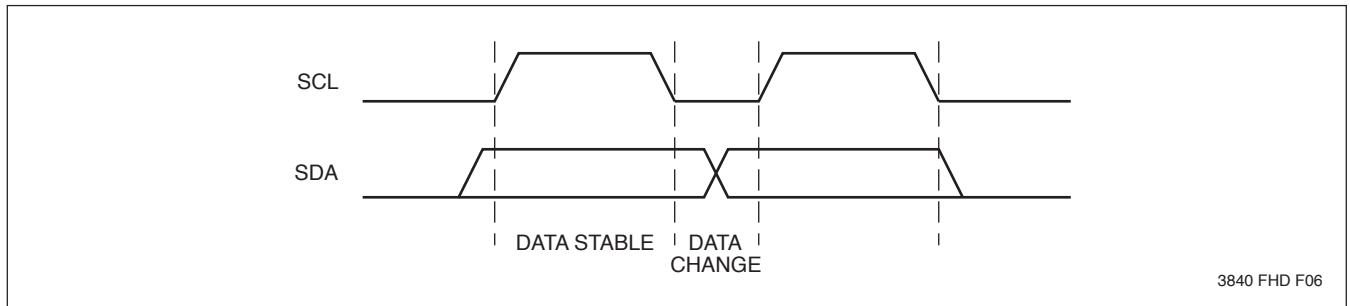 SCL
SDA
DATA STABLE
DATA
CHANGE
3840 FHD F06